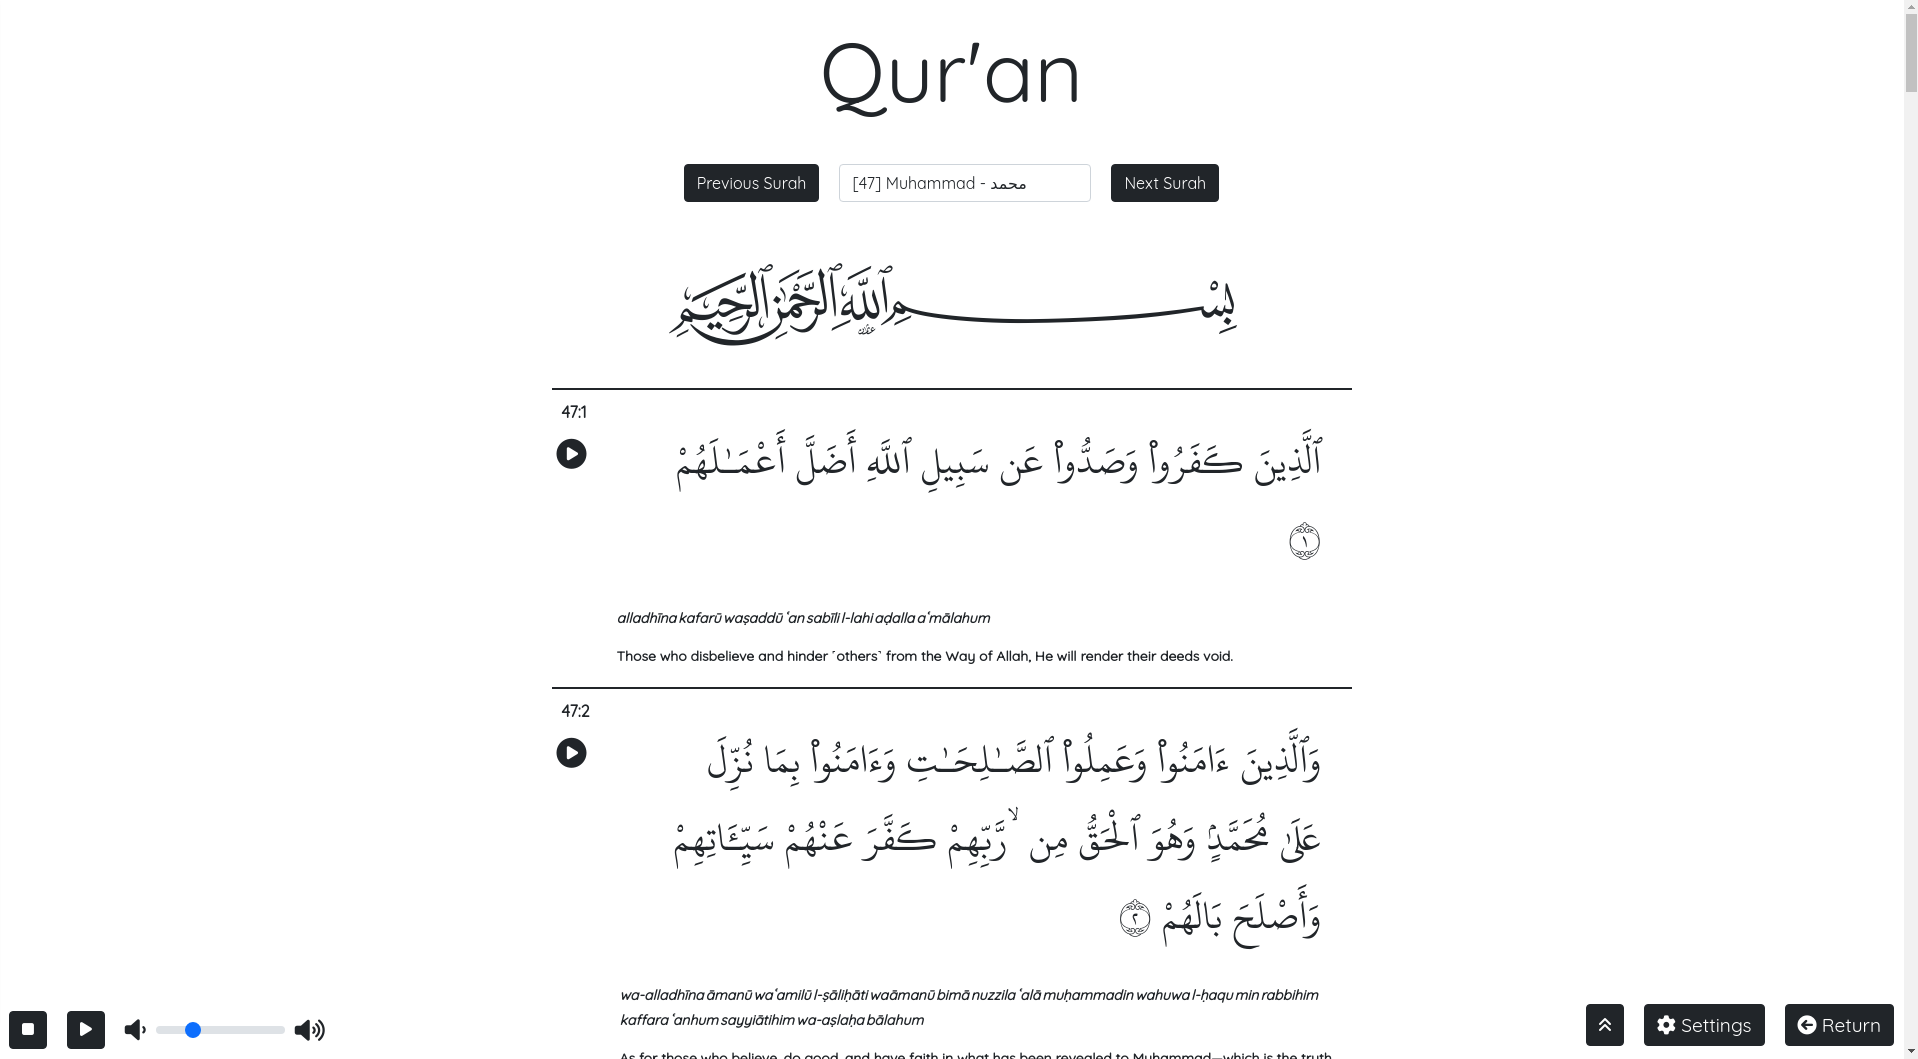 Qur'an
Previous Surah
[47] Muhammad - محمد
Next Surah
بِسْمِ ٱللَّهِ ٱلرَّحْمَٰنِ ٱلرَّحِيمِ
47:1
ٱلَّذِينَ كَفَرُوا۟ وَصَدُّوا۟ عَن سَبِيلِ ٱللَّهِ أَضَلَّ أَعْمَـٰلَهُمْ
١
alladhīna kafarū waṣaddū ʿan sabīli l-lahi aḍalla aʿmālahum
Those who disbelieve and hinder ˹others˺ from the Way of Allah, He will render their deeds void.
47:2
وَٱلَّذِينَ ءَامَنُوا۟ وَعَمِلُوا۟ ٱلصَّـٰلِحَـٰتِ وَءَامَنُوا۟ بِمَا نُزِّلَ
عَلَىٰ مُحَمَّدٍۢ وَهُوَ ٱلْحَقُّ مِن رَّبِّهِمْ ۙ كَفَّرَ عَنْهُمْ سَيِّـَٔاتِهِمْ
وَأَصْلَحَ بَالَهُمْ ٢
wa-alladhīna āmanū waʿamilū l-ṣāliḥāti waāmanū bimā nuzzila ʿalā muḥammadin wahuwa l-ḥaqu min rabbihim
kaffara ʿanhum sayyiātihim wa-aṣlaḥa bālahum
As for those who believe, do good, and have faith in what has been revealed to Muhammad—which is the truth
Settings
Return